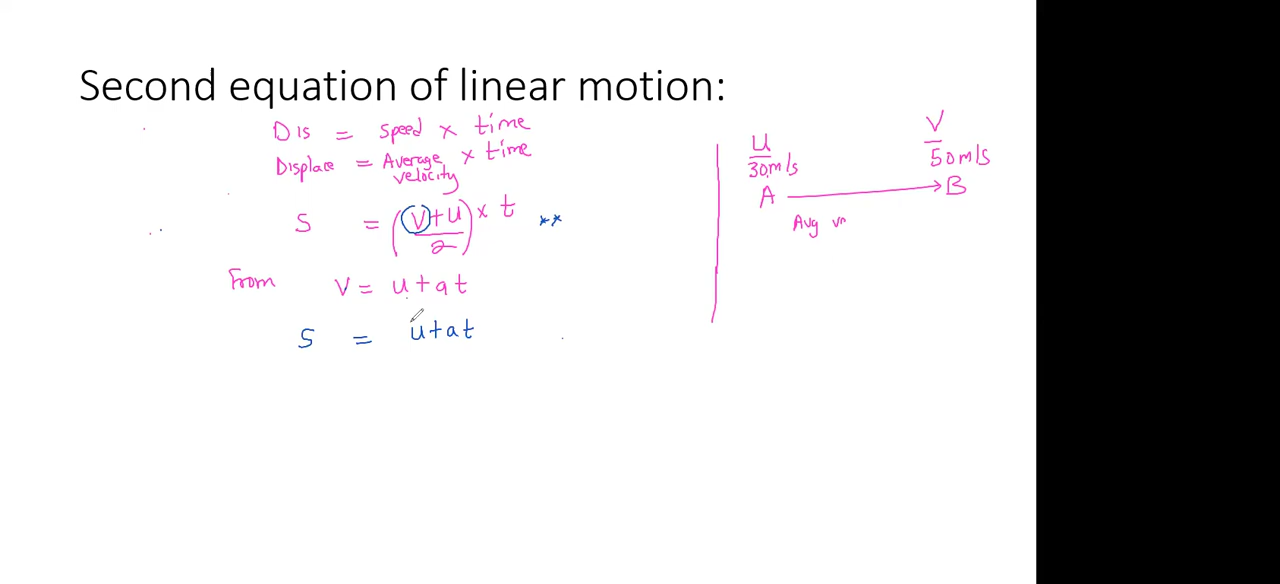 Second equation of linear motion:
Dis = speed × time
Displace = Average velocity × time
S = (v+u/2) × t **
From v = u+at
S = u+at
U V
30m/s 50m/s
A B
Avg